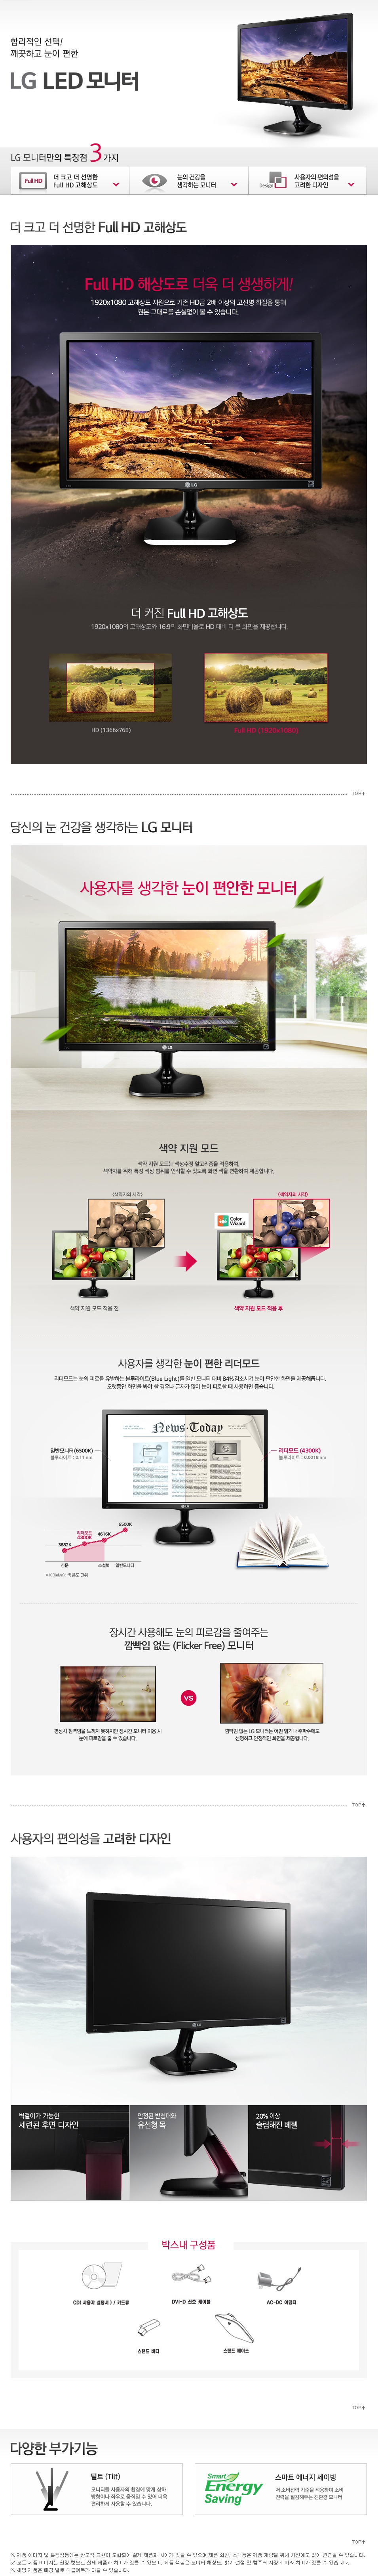 합리적인 선택!
깨끗하고 눈이 편한
LG LED 모니터
LG 모니터만의 특장점 3가지
Full HD
더 크고 더 선명한
Full HD 고해상도
눈의 건강을
생각하는 모니터
Design
사용자의 편의성을
고려한 디자인
더 크고 더 선명한 Full HD 고해상도
Full HD 해상도로 더욱 더 생생하게!
1920x1080 고해상도 지원으로 기존 HD급 2배 이상의 고선명 화질을 통해
원본 그대로를 손실없이 볼 수 있습니다.
LG
더 커진 Full HD 고해상도
1920x1080의 고해상도와 16:9의 화면비율로 HD 대비 더 큰 화면을 제공합니다.
HD (1366x768)
Full HD (1920x1080)
TOP
당신의 눈 건강을 생각하는 LG 모니터
사용자를 생각한 눈이 편안한 모니터
LG
색약 지원 모드
색약 지원 모드는 색상수정 알고리즘을 적용하여,
색약자를 위해 특정 색상 범위를 인식할 수 있도록 화면 색을 변환하여 제공합니다.
(색약자의 시각)
(색약자의 시각)
Color
Wizard
색약 지원 모드 적용 전
색약 지원 모드 적용 후
사용자를 생각한 눈이 편한 리더모드
리더모드는 눈의 피로를 유발하는 블루라이트(Blue Light)를 일반 모니터 대비 84% 감소시켜 눈이 편안한 화면을 제공해줍니다.
오랫동안 화면을 봐야 할 경우나 글자가 많아 눈이 피로할 때 사용하면 좋습니다.
News Today
일반모니터(6500K)
블루라이트 : 0.11
리더모드 (4300K)
블루라이트 : 0.0018
LG
6500K
리더모드
4300K
4616K
3882K
신문
소설책
일반모니터
※ K(Kelvin) : 색 온도 단위
장시간 사용해도 눈의 피로감을 줄여주는
깜빡임 없는 (Flicker Free) 모니터
VS
평상시 깜빡임을 느끼지 못하지만 장시간 모니터 이용 시
눈에 피로감을 줄 수 있습니다.
깜빡임 없는 LG 모니터는 어떤 밝기나 주파수에도
선명하고 안정적인 화면을 제공합니다.
TOP
사용자의 편의성을 고려한 디자인
LG
벽걸이가 가능한
세련된 후면 디자인
안정된 받침대와
유선형 목
20% 이상
슬림해진 베젤
박스내 구성품
CD( 사용자 설명서 ) / 카드류
DVI-D 신호 케이블
AC-DC 어댑터
스탠드 바디
스탠드 베이스
TOP
다양한 부가기능
틸트 (Tilt)
모니터를 사용자의 환경에 맞게 상하
방향이나 좌우로 움직일 수 있어 더욱
편리하게 사용할 수 있습니다.
Smart
Energy
Saving
스마트 에너지 세이빙
저 소비전력 기준을 적용하여 소비
전력을 절감해주는 친환경 모니터
TOP
※ 제품 이미지 및 특장점등에는 광고적 표현이 포함되어 실제 제품과 차이가 있을 수 있으며 제품 외관, 스펙등은 제품 개량을 위해 사전예고 없이 변경될 수 있습니다.
※ 모든 제품 이미지는 촬영 컷으로 실제 제품과 차이가 있을 수 있으며, 제품 색상은 모니터 해상도, 밝기 설정 및 컴퓨터 사양에 따라 차이가 있을 수 있습니다.
※ 해당 제품은 매장 별로 취급여부가 다를 수 있습니다.